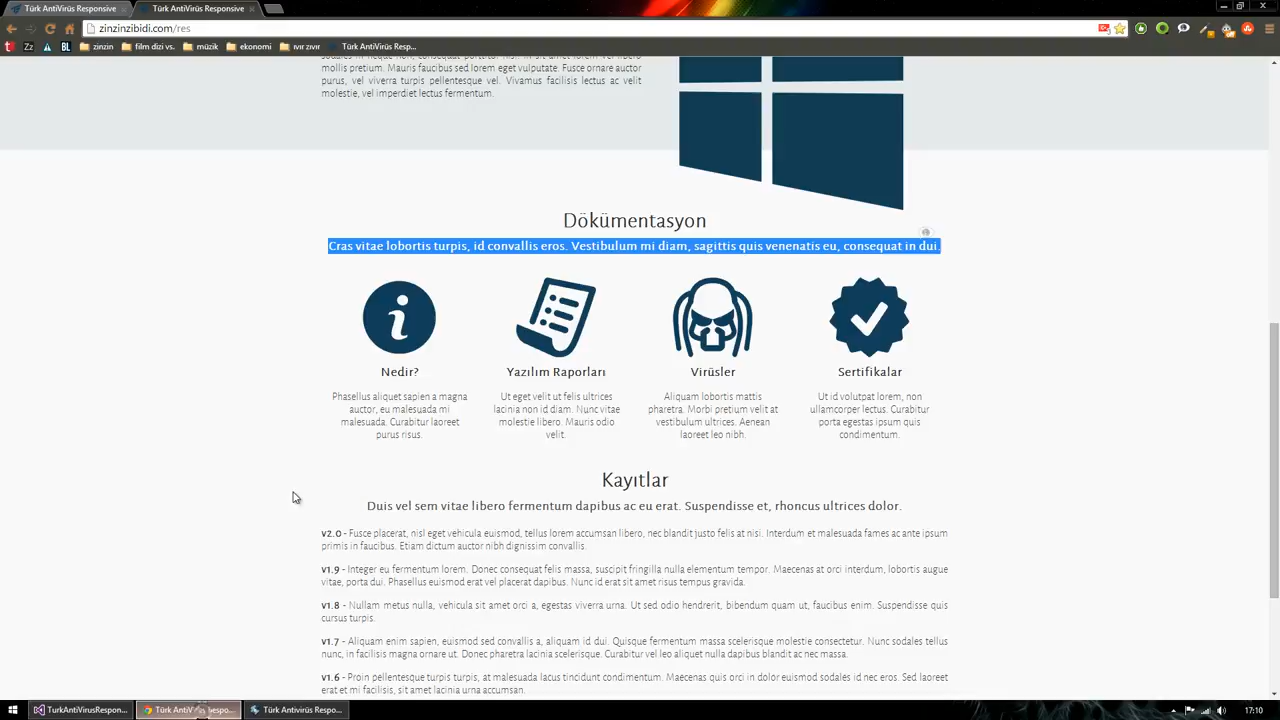 Türk AntiVirüs Responsive
Türk AntiVirüs Responsive
zinzinzibidi.com/res
Zz
BL
zinzin
film dizi vs.
müzik
ekonomi
ıvır zıvır
Türk AntiVirüs Resp...
mollis pretium. Mauris faucibus sed lorem eget vulputate. Fusce ornare auctor
purus, vel viverra turpis pellentesque vel. Vivamus facilisis lectus ac velit
molestie, vel imperdiet lectus fermentum.
Dökümentasyon
Cras vitae lobortis turpis, id convallis eros. Vestibulum mi diam, sagittis quis venenatis eu, consequat in dui.
Nedir?
Phasellus aliquet sapien a magna
auctor, eu malesuada mi
malesuada. Curabitur laoreet
purus risus.
Yazılım Raporları
Ut eget velit ut felis ultrices
lacinia non id diam. Nunc vitae
molestie libero. Mauris odio
velit.
Virüsler
Aliquam lobortis mattis
pharetra. Morbi pretium velit at
vestibulum ultrices. Aenean
laoreet leo nibh.
Sertifikalar
Ut id volutpat lorem, non
ullamcorper lectus. Curabitur
porta egestas ipsum quis
condimentum.
Kayıtlar
Duis vel sem vitae libero fermentum dapibus ac eu erat. Suspendisse et, rhoncus ultrices dolor.
v2.0 - Fusce placerat, nisl eget vehicula euismod, tellus lorem accumsan libero, nec blandit justo felis at nisi. Interdum et malesuada fames ac ante ipsum
primis in faucibus. Etiam dictum auctor nibh dignissim convallis.
v1.9 - Integer eu fermentum lorem. Donec consequat felis massa, suscipit fringilla nulla elementum tempor. Maecenas at orci interdum, lobortis augue
vitae, porta dui. Phasellus euismod erat vel placerat dapibus. Nunc id erat sit amet risus tempus gravida.
v1.8 - Nullam metus nulla, vehicula sit amet orci a, egestas viverra urna. Ut sed odio hendrerit, bibendum quam ut, faucibus enim. Suspendisse quis
cursus turpis.
v1.7 - Aliquam enim sapien, euismod sed convallis a, aliquam id dui. Quisque fermentum massa scelerisque molestie consectetur. Nunc sodales tellus
nunc, in facilisis magna ornare ut. Donec pharetra lacinia scelerisque. Curabitur vel leo aliquet nulla dapibus blandit ac nec massa.
v1.6 - Proin pellentesque turpis turpis, at malesuada lacus tincidunt condimentum. Maecenas quis orci in dolor euismod sodales id nec eros. Sed laoreet
erat et mi facilisis, sit amet lacinia urna accumsan.
TurkAntiVirusRespon...
Türk AntiVirüs Respo...
Türk Antivirüs Respo...
17:10